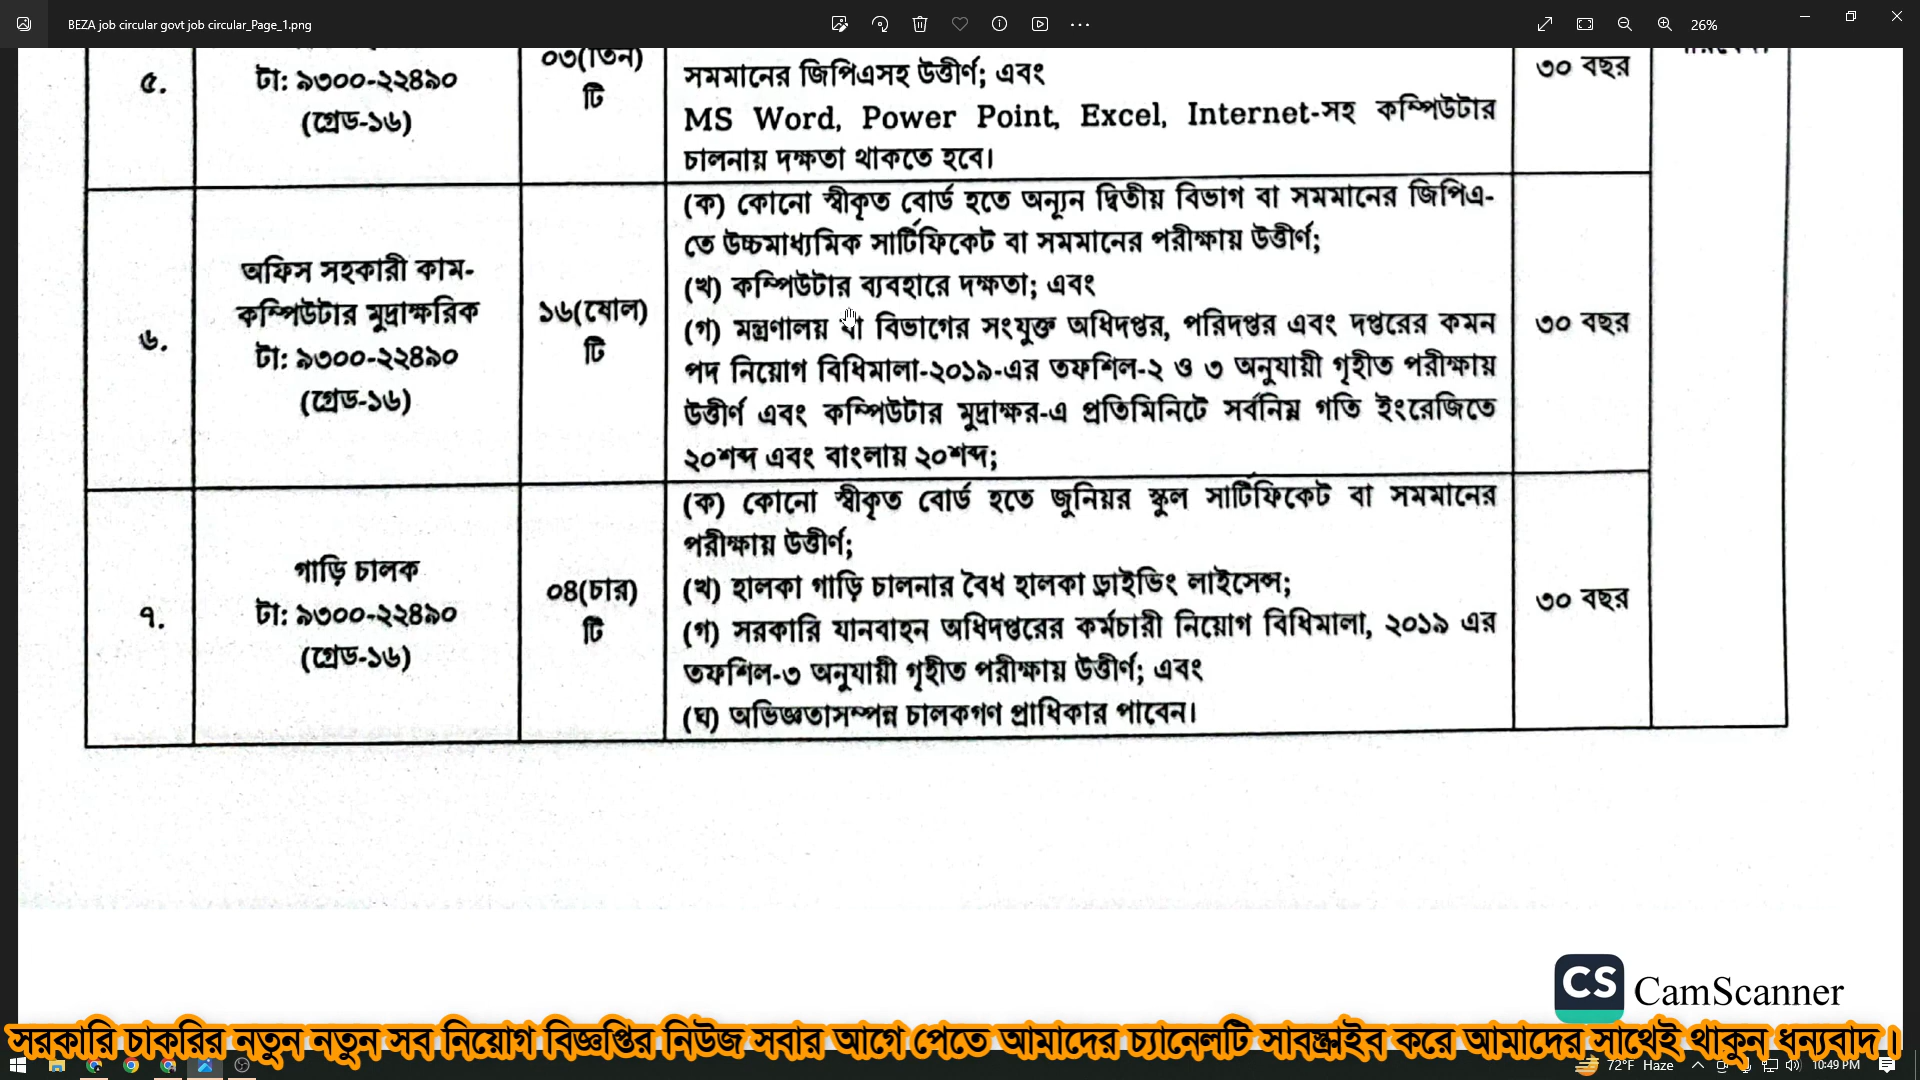 BEZA job circular govt job circular_Page_1.png
26%
৫.
টা: ৯৩০০-২২৪৯০
(গ্রেড-১৬)
০৩(তিন)
টি
সমমানের জিপিএসহ উত্তীর্ণ; এবং
MS Word, Power Point, Excel, Internet-সহ কম্পিউটার
চালনায় দক্ষতা থাকতে হবে।
৩০ বছর
৬.
অফিস সহকারী কাম-
কম্পিউটার মুদ্রাক্ষরিক
টা: ৯৩০০-২২৪৯০
(গ্রেড-১৬)
১৬(ষোল)
টি
(ক) কোনো স্বীকৃত বোর্ড হতে অন্যূন দ্বিতীয় বিভাগ বা সমমানের জিপিএ-
তে উচ্চমাধ্যমিক সার্টিফিকেট বা সমমানের পরীক্ষায় উত্তীর্ণ;
(খ) কম্পিউটার ব্যবহারে দক্ষতা; এবং
(গ) মন্ত্রণালয় বা বিভাগের সংযুক্ত অধিদপ্তর, পরিদপ্তর এবং দপ্তরের কমন
পদ নিয়োগ বিধিমালা-২০১৯-এর তফশিল-২ ও ৩ অনুযায়ী গৃহীত পরীক্ষায়
উত্তীর্ণ এবং কম্পিউটার মুদ্রাক্ষর-এ প্রতিমিনিটে সর্বনিম্ন গতি ইংরেজিতে
২০শব্দ এবং বাংলায় ২০শব্দ;
৩০ বছর
৭.
গাড়ি চালক
টা: ৯৩০০-২২৪৯০
(গ্রেড-১৬)
০৪(চার)
টি
(ক) কোনো স্বীকৃত বোর্ড হতে জুনিয়র স্কুল সার্টিফিকেট বা সমমানের
পরীক্ষায় উত্তীর্ণ;
(খ) হালকা গাড়ি চালনার বৈধ হালকা ড্রাইভিং লাইসেন্স;
(গ) সরকারি যানবাহন অধিদপ্তরের কর্মচারী নিয়োগ বিধিমালা, ২০১৯ এর
তফশিল-৩ অনুযায়ী গৃহীত পরীক্ষায় উত্তীর্ণ; এবং
(ঘ) অভিজ্ঞতাসম্পন্ন চালকগণ প্রাধিকার পাবেন।
৩০ বছর
CS CamScanner
সরকারি চাকরির নতুন নতুন সব নিয়োগ বিজ্ঞপ্তির নিউজ সবার আগে পেতে আমাদের চ্যানেলটি সাবস্ক্রাইব করে আমাদের সাথেই থাকুন ধন্যবাদ।
72°F Haze
10:49 PM